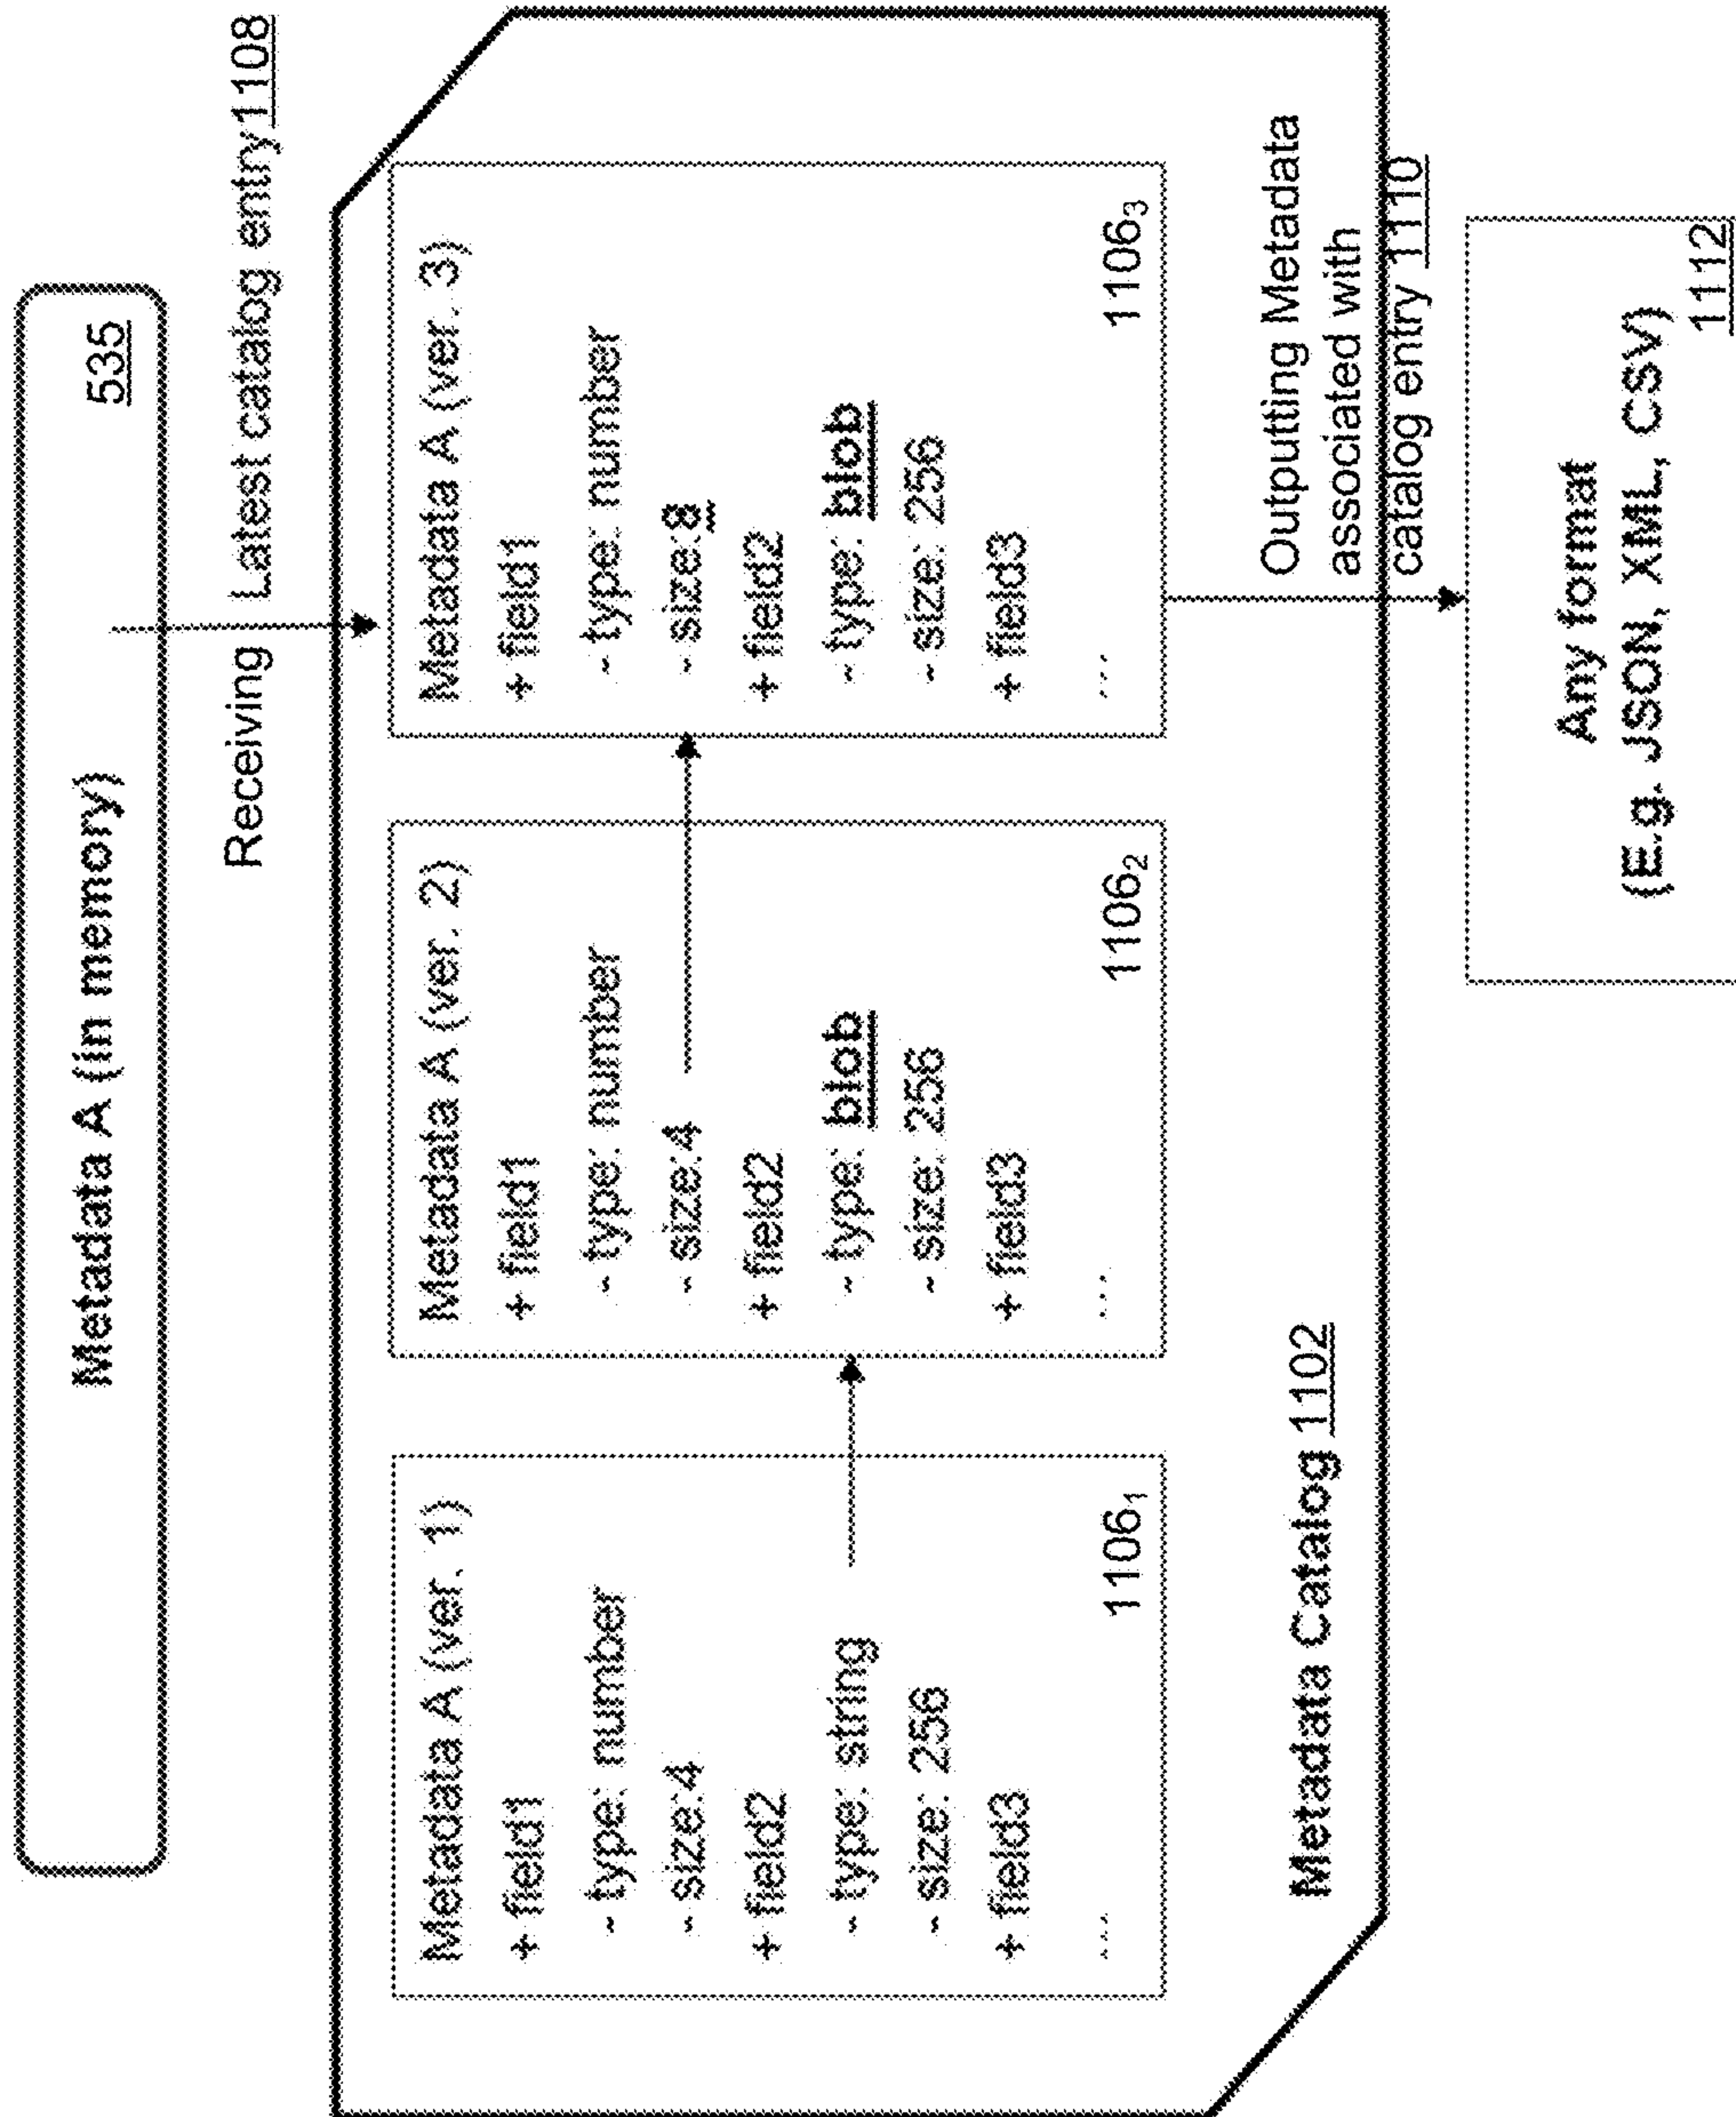 Metadata A (in memory)
535
Receiving
Latest catalog entry 1108
Metadata A (ver. 1)
+ field1
- type: number
- size:4
+ field2
- type: string
- size: 256
+ field3
...
1106₁
Metadata A (ver. 2)
+ field1
- type: number
- size:4
+ field2
- type: blob
- size: 256
+ field3
...
1106₂
Metadata A (ver. 3)
+ field1
- type: number
- size:8
+ field2
- type: blob
- size: 256
+ field3
...
1106₃
Metadata Catalog 1102
Outputting Metadata
associated with
catalog entry 1110
Any format
(E.g. JSON, XML, CSV)
1112